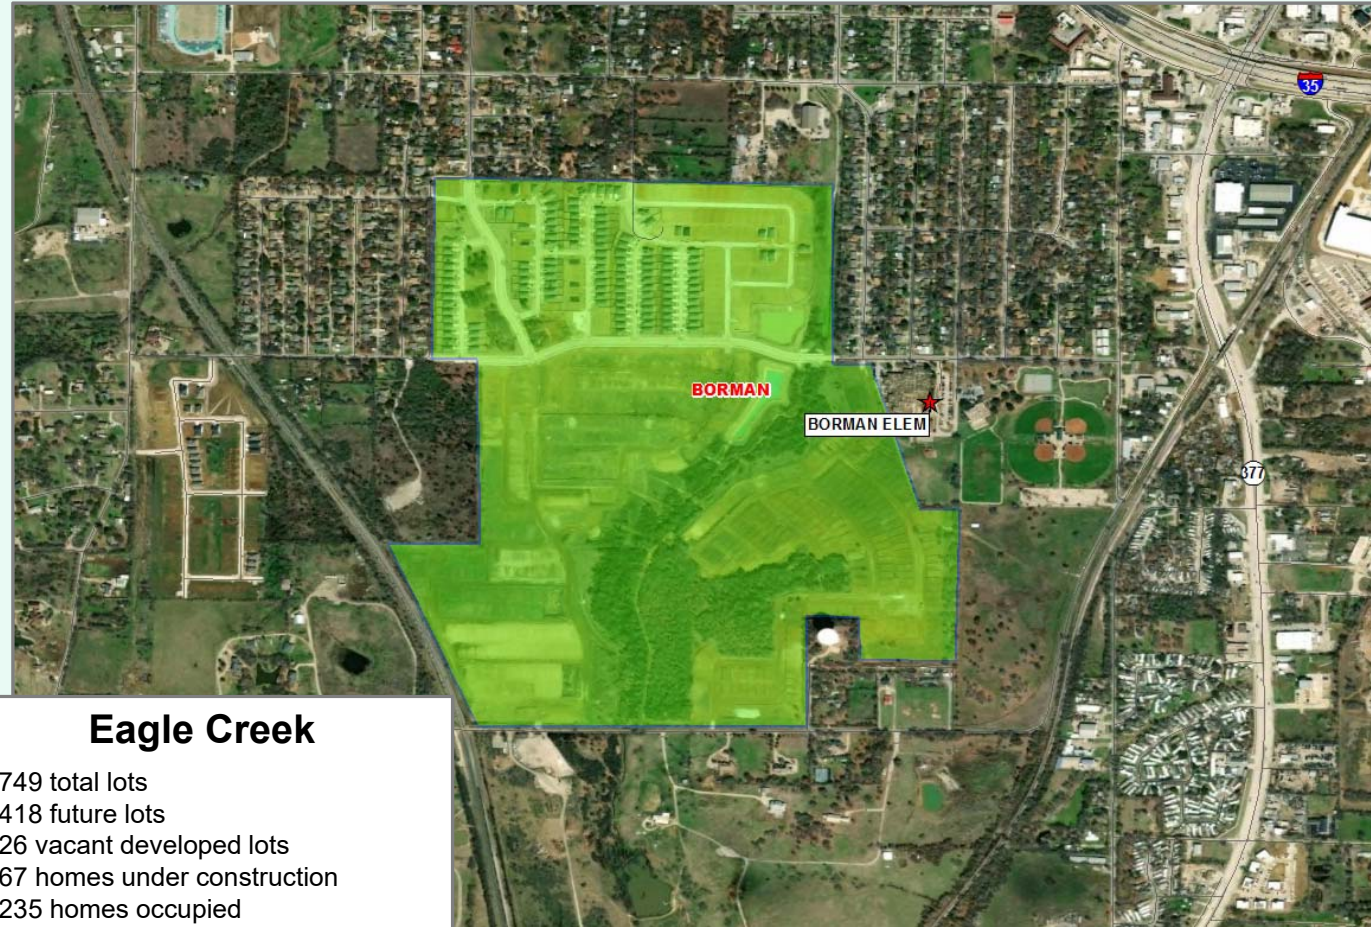 35
BORMAN
BORMAN ELEM
377
Eagle Creek
749 total lots
418 future lots
26 vacant developed lots
67 homes under construction
235 homes occupied